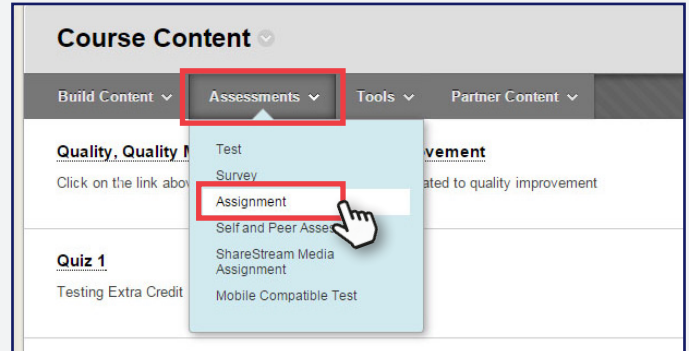 Course Content
Build Content Assessments Tools Partner Content
Test
Quality, Quality vement
Click on the link abov ated to quality improvement
Survey
Assignment
Self and Peer Asses
Quiz 1
ShareStream Media
Assignment
Testing Extra Credit
Mobile Compatible Test